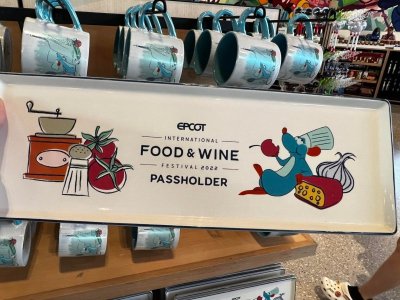 EPCOT
INTERNATIONAL
FOOD & WINE
FESTIVAL 2022
PASSHOLDER